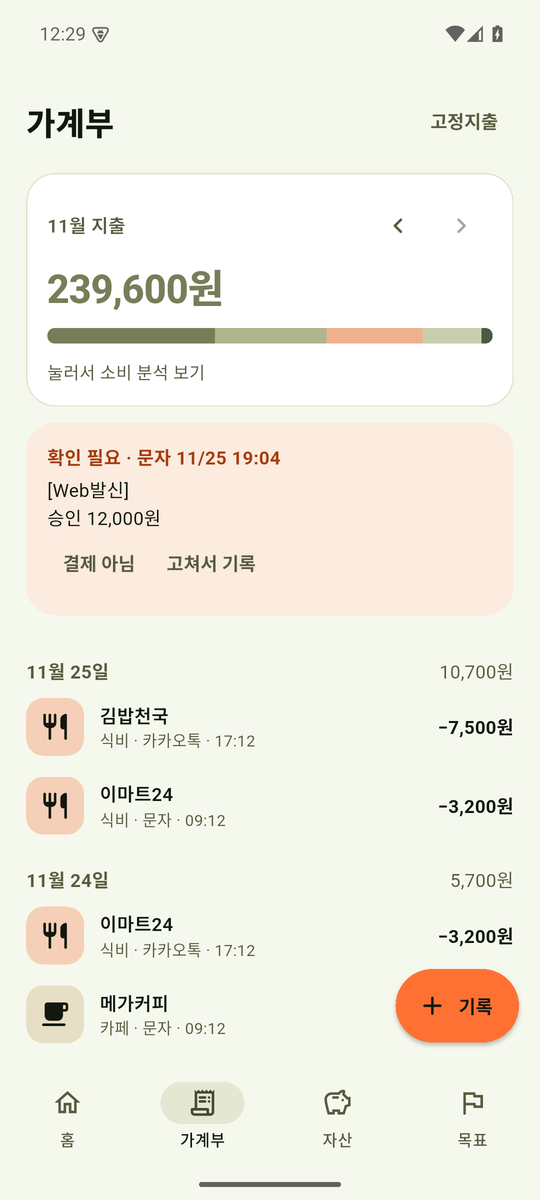 12:29
가계부
고정지출
11월 지출
239,600원
눌러서 소비 분석 보기
확인 필요 · 문자 11/25 19:04
[Web발신]
승인 12,000원
결제 아님 고쳐서 기록
11월 25일 10,700원
김밥천국
식비 · 카카오톡 · 17:12
−7,500원
이마트24
식비 · 문자 · 09:12
−3,200원
11월 24일 5,700원
이마트24
식비 · 카카오톡 · 17:12
−3,200원
메가커피
카페 · 문자 · 09:12
기록
홈 가계부 자산 목표